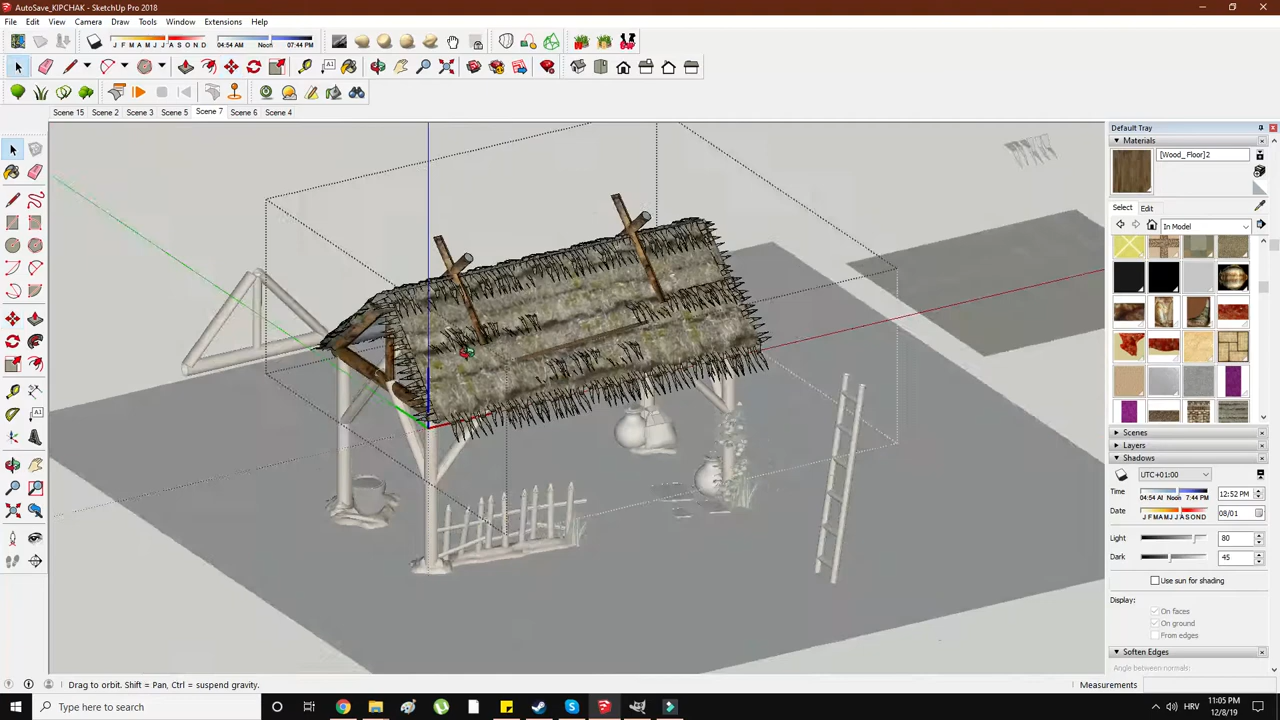 AutoSave_KIPCHAK - SketchUp Pro 2018
File Edit View Camera Draw Tools Window Extensions Help
J F M A M J J A S O N D 04:54 AM Noon 07:44 PM
Scene 15 Scene 2 Scene 3 Scene 5 Scene 7 Scene 6 Scene 4
Default Tray
Materials
[Wood_ Floor]2
Select Edit
In Model
Scenes
Layers
Shadows
UTC+01:00
Time 04:54 AM Noon 7:44 PM 12:52 PM
Date J F M A M J J A S O N D 08/01
Light 80
Dark 45
Use sun for shading
Display:
On faces
On ground
From edges
Soften Edges
Angle between normals:
Drag to orbit. Shift = Pan, Ctrl = suspend gravity.
Measurements
Type here to search
HRV
11:05 PM
12/8/19